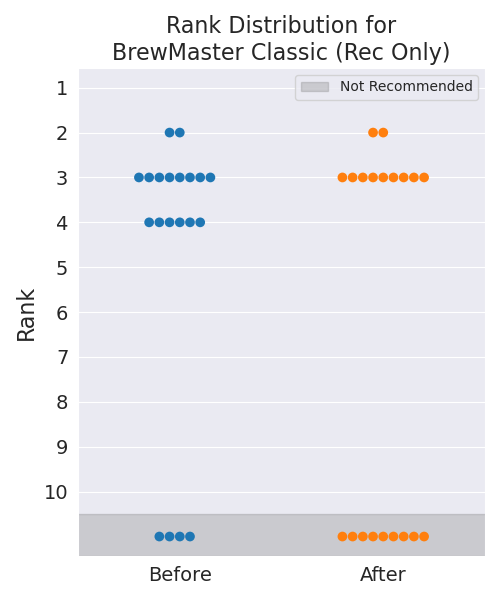 Rank Distribution for
BrewMaster Classic (Rec Only)
Not Recommended
Rank
1
2
3
4
5
6
7
8
9
10
Before
After